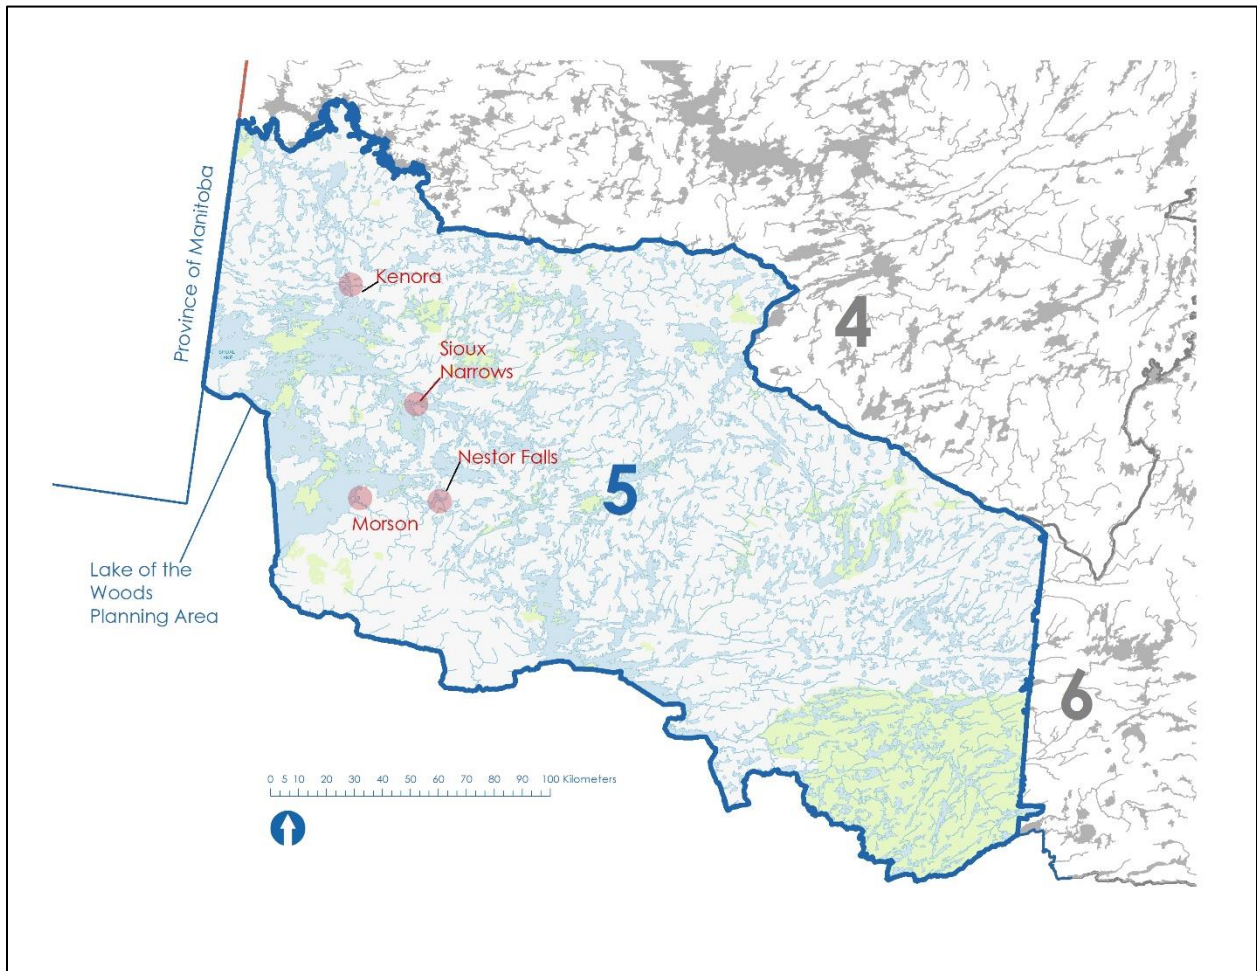 Province of Manitoba
Kenora
4
Sioux
Narrows
Nestor Falls
5
Morson
Lake of the
Woods
Planning Area
6
0 5 10 20 30 40 50 60 70 80 90 100 Kilometers